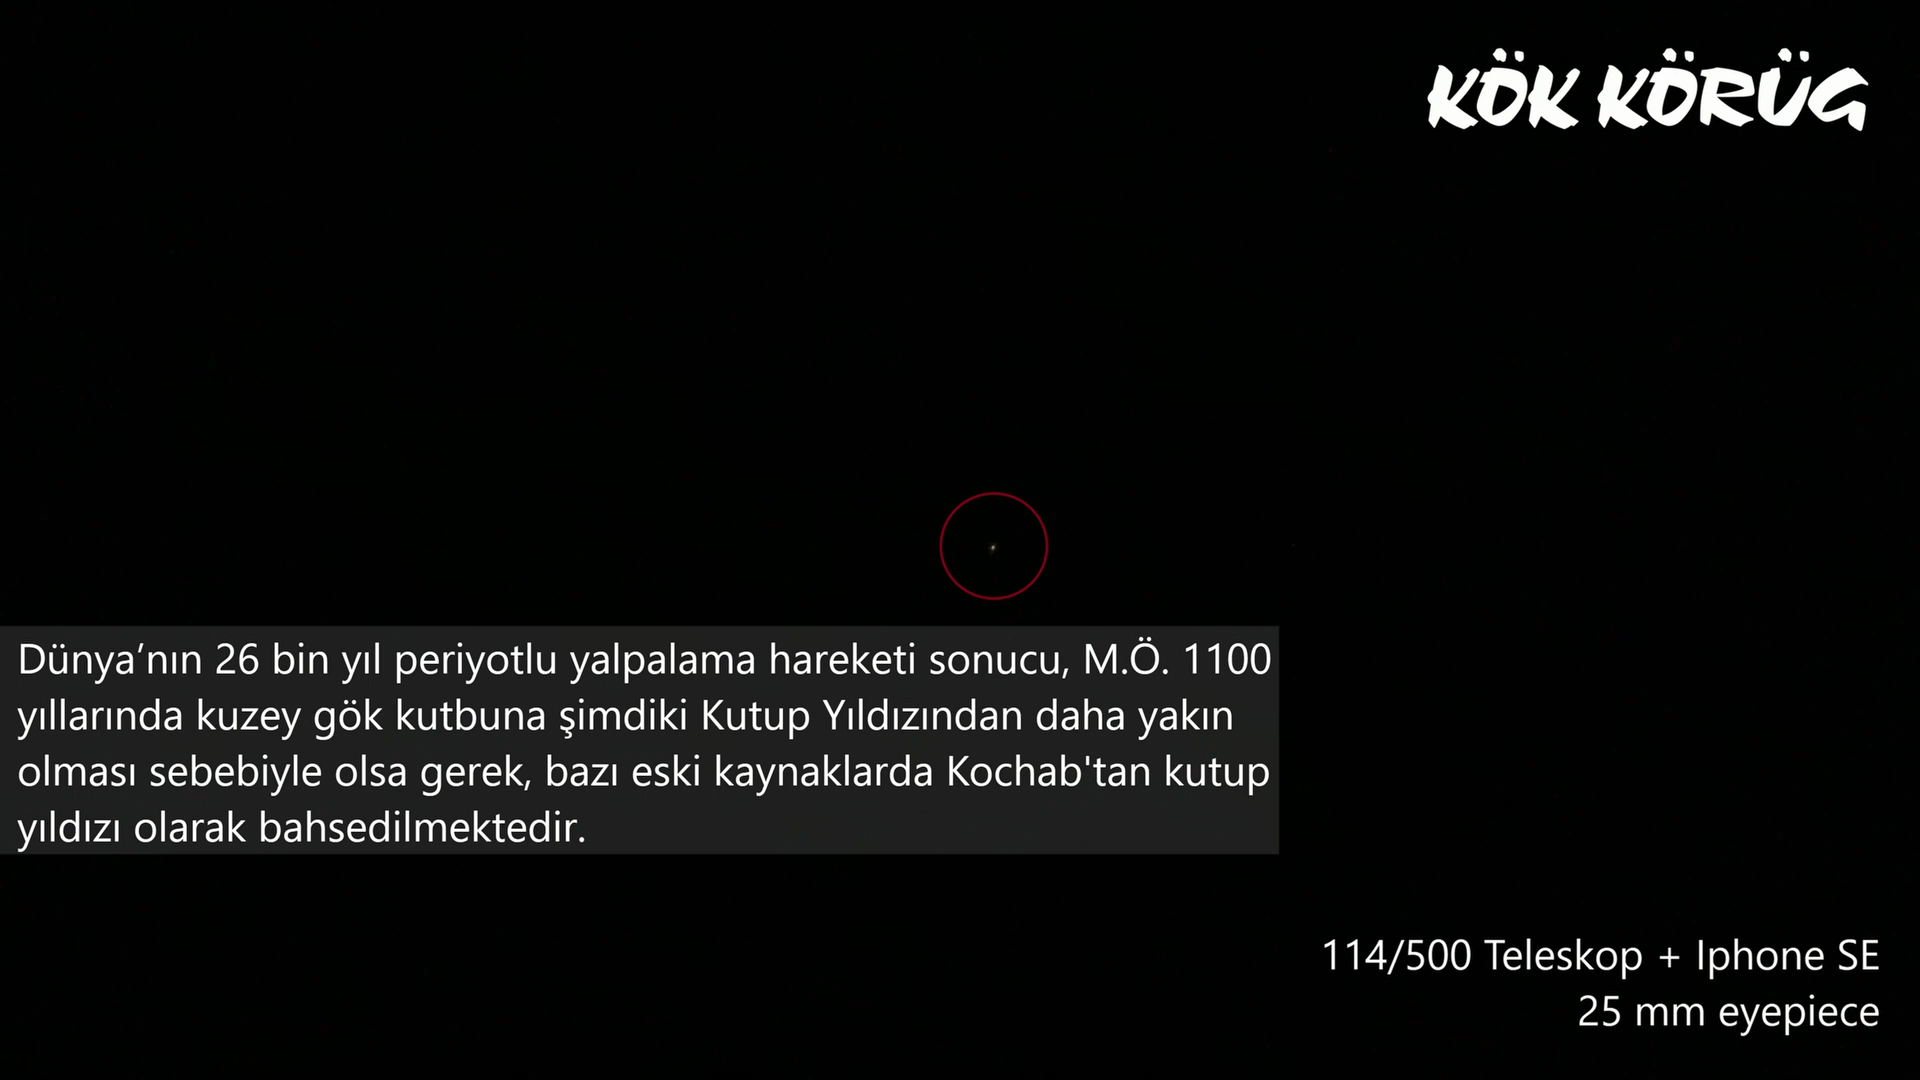 KÖK KÖRÜG
Dünya’nın 26 bin yıl periyotlu yalpalama hareketi sonucu, M.Ö. 1100
yıllarında kuzey gök kutbuna şimdiki Kutup Yıldızından daha yakın
olması sebebiyle olsa gerek, bazı eski kaynaklarda Kochab'tan kutup
yıldızı olarak bahsedilmektedir.
114/500 Teleskop + Iphone SE
25 mm eyepiece